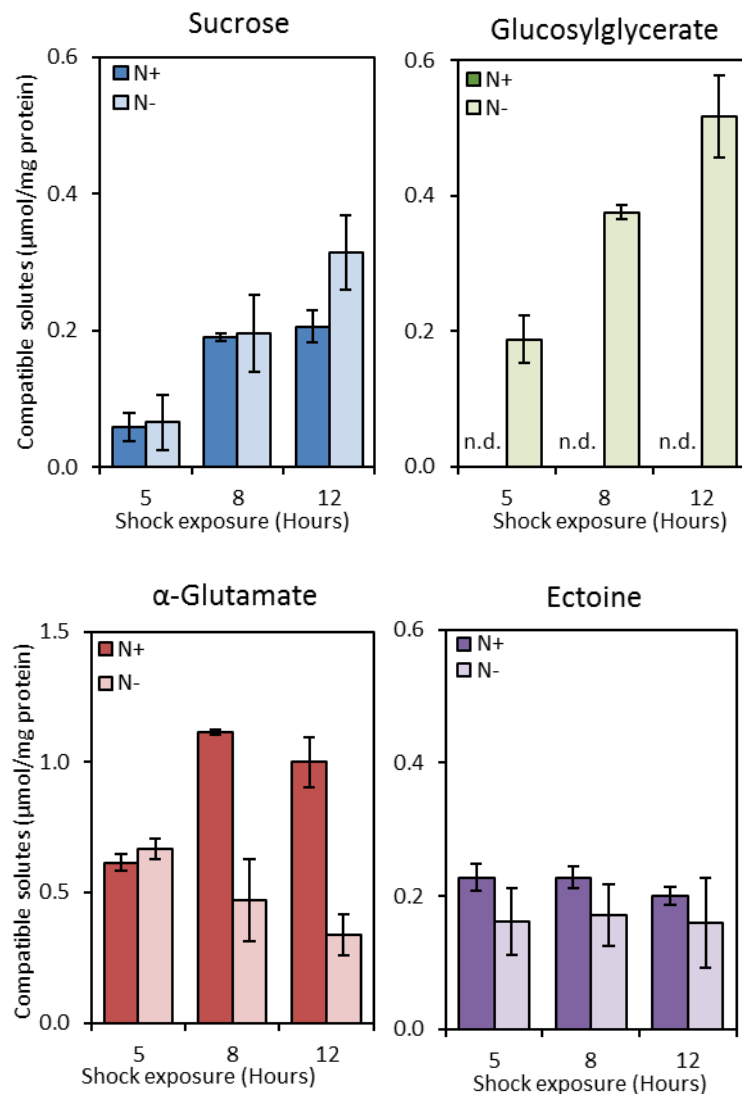 Sucrose
Compatible solutes (µmol/mg protein)
0.6
0.4
0.2
0.0
N+
N-
5 8 12
Shock exposure (Hours)
Glucosylglycerate
0.6
0.4
0.2
0.0
N+
N-
n.d. n.d. n.d.
5 8 12
Shock exposure (Hours)
α-Glutamate
Compatible solutes (µmol/mg protein)
1.5
1.0
0.5
0.0
N+
N-
5 8 12
Shock exposure (Hours)
Ectoine
0.6
0.4
0.2
0.0
N+
N-
5 8 12
Shock exposure (Hours)